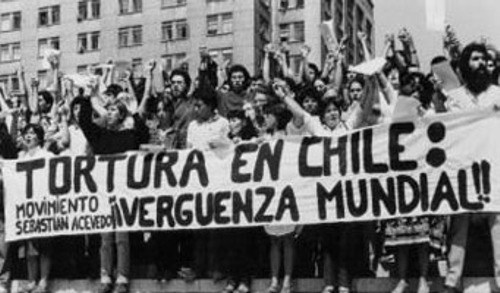 TORTURA EN CHILE:
MOVIMIENTO
SEBASTIAN ACEVEDO
¡¡VERGUENZA MUNDIAL!!